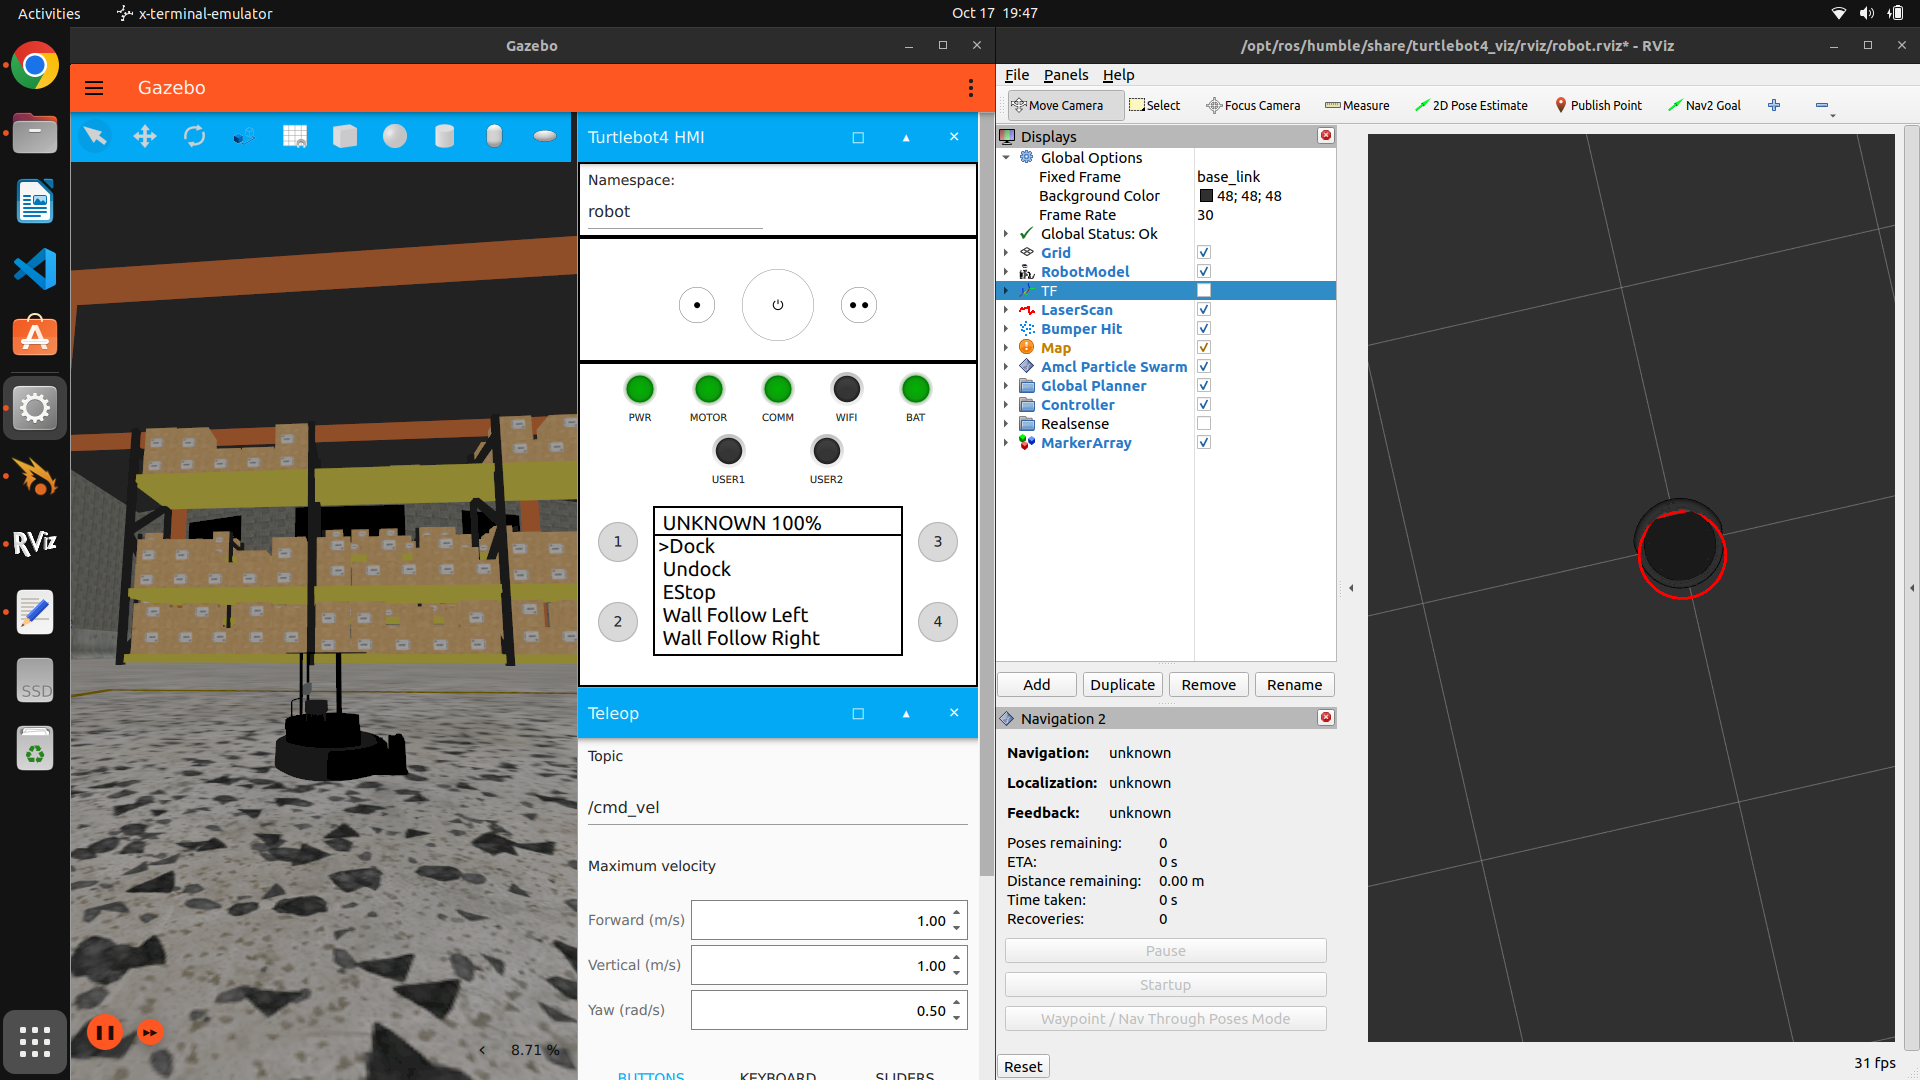 Activities
x-terminal-emulator
Oct 17 19:47
Gazebo
/opt/ros/humble/share/turtlebot4_viz/rviz/robot.rviz* - RViz
Gazebo
File Panels Help
Move Camera
Select
Focus Camera
Measure
2D Pose Estimate
Publish Point
Nav2 Goal
Turtlebot4 HMI
Namespace:
robot
PWR
MOTOR
COMM
WIFI
BAT
USER1
USER2
1
2
3
4
UNKNOWN 100%
>Dock
Undock
EStop
Wall Follow Left
Wall Follow Right
Teleop
Topic
/cmd_vel
Maximum velocity
Forward (m/s) 1.00
Vertical (m/s) 1.00
Yaw (rad/s) 0.50
BUTTONS KEYBOARD SLIDERS
8.71 %
Displays
Global Options
Fixed Frame base_link
Background Color 48; 48; 48
Frame Rate 30
Global Status: Ok
Grid
RobotModel
TF
LaserScan
Bumper Hit
Map
Amcl Particle Swarm
Global Planner
Controller
Realsense
MarkerArray
Add Duplicate Remove Rename
Navigation 2
Navigation: unknown
Localization: unknown
Feedback: unknown
Poses remaining: 0
ETA: 0 s
Distance remaining: 0.00 m
Time taken: 0 s
Recoveries: 0
Pause
Startup
Waypoint / Nav Through Poses Mode
Reset
31 fps
RViz
SSD